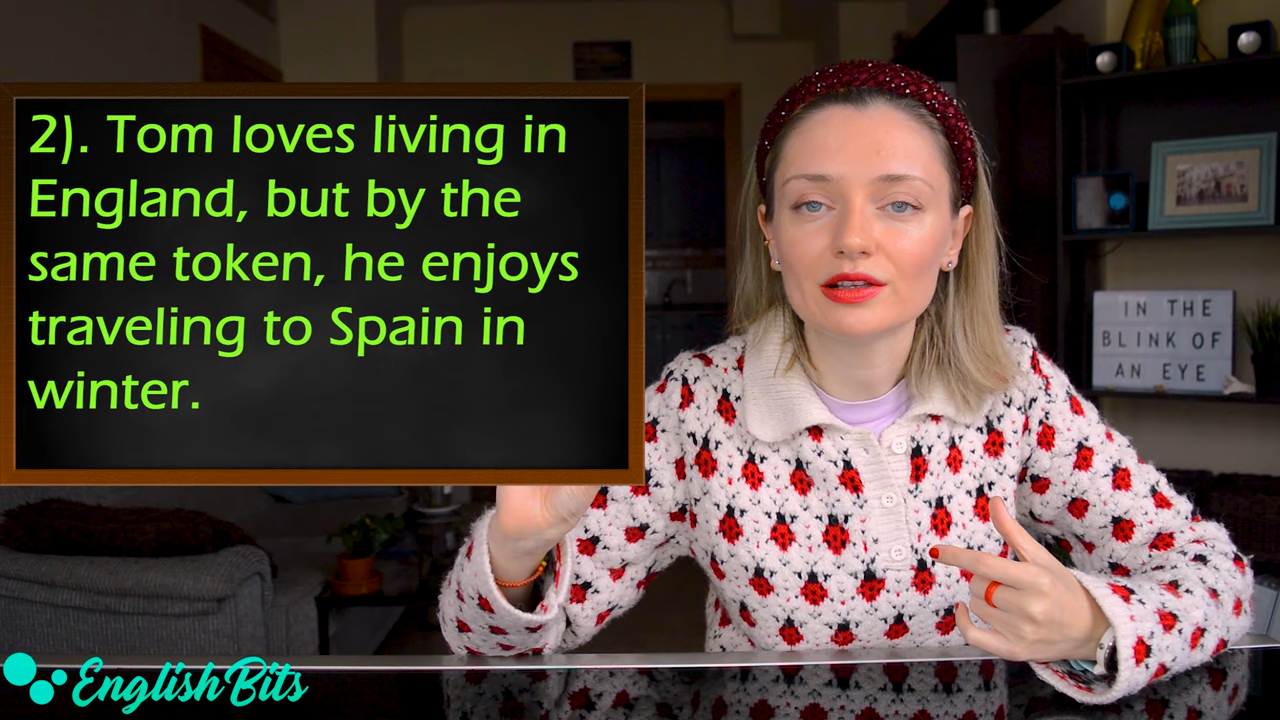 2). Tom loves living in
England, but by the
same token, he enjoys
traveling to Spain in
winter.
IN THE
BLINK OF
AN EYE
EnglishBits